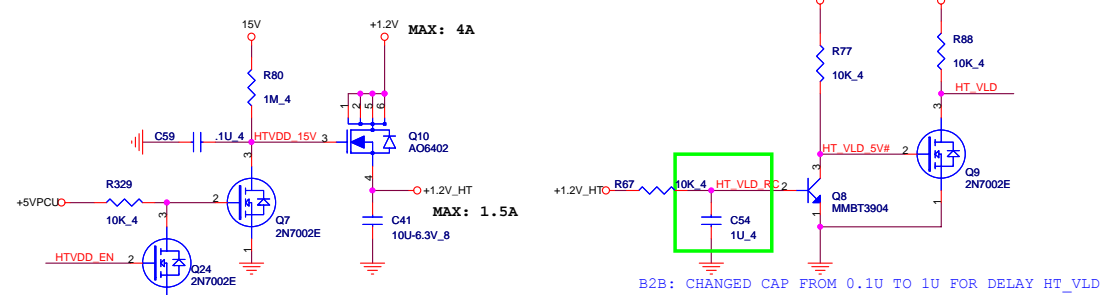 15V
+1.2V
MAX: 4A
R80
1M_4
1
2
5
6
C59
.1U_4
HTVDD_15V
3
Q10
AO6402
4
3
+1.2V_HT
MAX: 1.5A
R329
+5VPCU
10K_4
2
3
Q7
2N7002E
1
C41
10U-6.3V_8
HTVDD_EN
2
Q24
2N7002E
R77
10K_4
R88
10K_4
HT_VLD
3
HT_VLD_5V#
2
Q9
2N7002E
1
3
+1.2V_HT
R67
10K_4
HT_VLD_RC
2
Q8
MMBT3904
1
C54
1U_4
B2B: CHANGED CAP FROM 0.1U TO 1U FOR DELAY HT_VLD